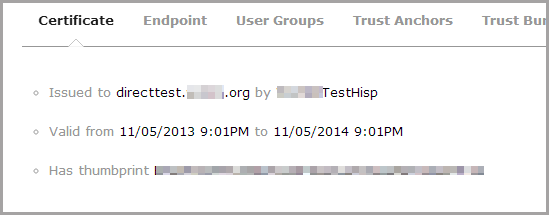 Certificate Endpoint User Groups Trust Anchors Trust Bu
Issued to directtest. .org by TestHisp
Valid from 11/05/2013 9:01PM to 11/05/2014 9:01PM
Has thumbprint